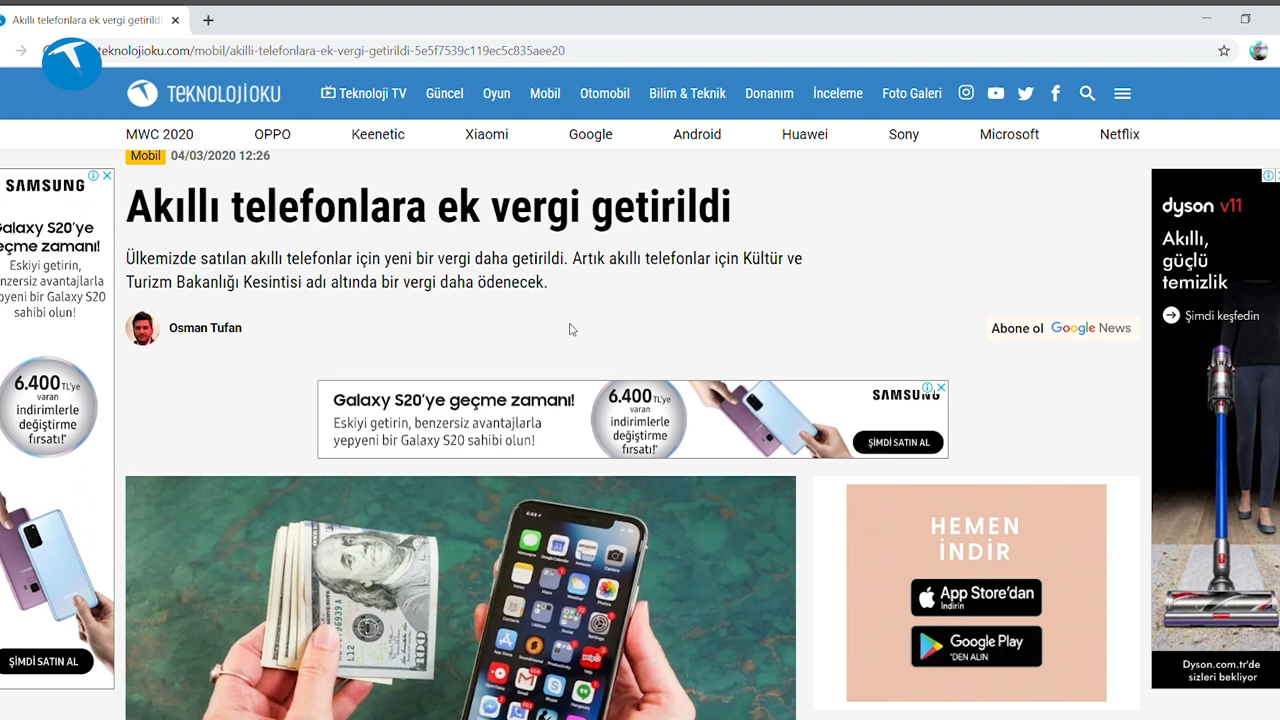 Akıllı telefonlara ek vergi getirildi
teknolojioku.com/mobil/akilli-telefonlara-ek-vergi-getirildi-5e5f7539c119ec5c835aee20
TEKNOLOJİOKU
Teknoloji TV Güncel Oyun Mobil Otomobil Bilim & Teknik Donanım İnceleme Foto Galeri
MWC 2020 OPPO Keenetic Xiaomi Google Android Huawei Sony Microsoft Netflix
Mobil 04/03/2020 12:26
Akıllı telefonlara ek vergi getirildi
Ülkemizde satılan akıllı telefonlar için yeni bir vergi daha getirildi. Artık akıllı telefonlar için Kültür ve
Turizm Bakanlığı Kesintisi adı altında bir vergi daha ödenecek.
Osman Tufan
Abone ol Google News
SAMSUNG
Galaxy S20'ye
geçme zamanı!
Eskiyi getirin,
benzersiz avantajlarla
yepyeni bir Galaxy S20
sahibi olun!
6.400 TL'ye
varan
indirimlerle
değiştirme
fırsatı!*
ŞİMDİ SATIN AL
Galaxy S20'ye geçme zamanı!
Eskiyi getirin, benzersiz avantajlarla
yepyeni bir Galaxy S20 sahibi olun!
6.400 TL'ye
varan
indirimlerle
değiştirme
fırsatı!*
SAMSUNG
ŞİMDİ SATIN AL
HEMEN
İNDİR
App Store'dan
İndirin
Google Play
'DEN ALIN
dyson v11
Akıllı,
güçlü
temizlik
Şimdi keşfedin
Dyson.com.tr'de
sizleri bekliyor